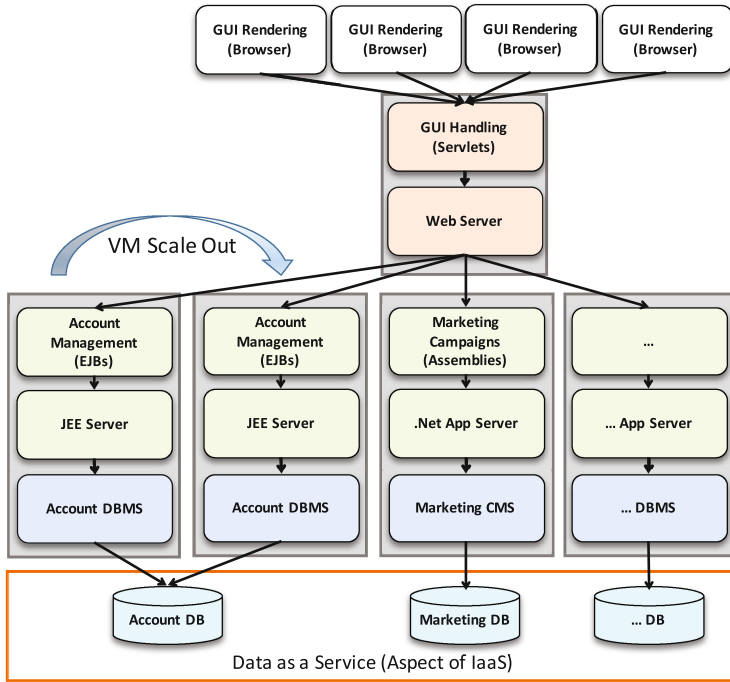 GUI Rendering
(Browser)
GUI Rendering
(Browser)
GUI Rendering
(Browser)
GUI Rendering
(Browser)
GUI Handling
(Servlets)
Web Server
VM Scale Out
Account
Management
(EJBs)
Account
Management
(EJBs)
Marketing
Campaigns
(Assemblies)
...
JEE Server
JEE Server
.Net App Server
... App Server
Account DBMS
Account DBMS
Marketing CMS
... DBMS
Account DB
Marketing DB
... DB
Data as a Service (Aspect of IaaS)